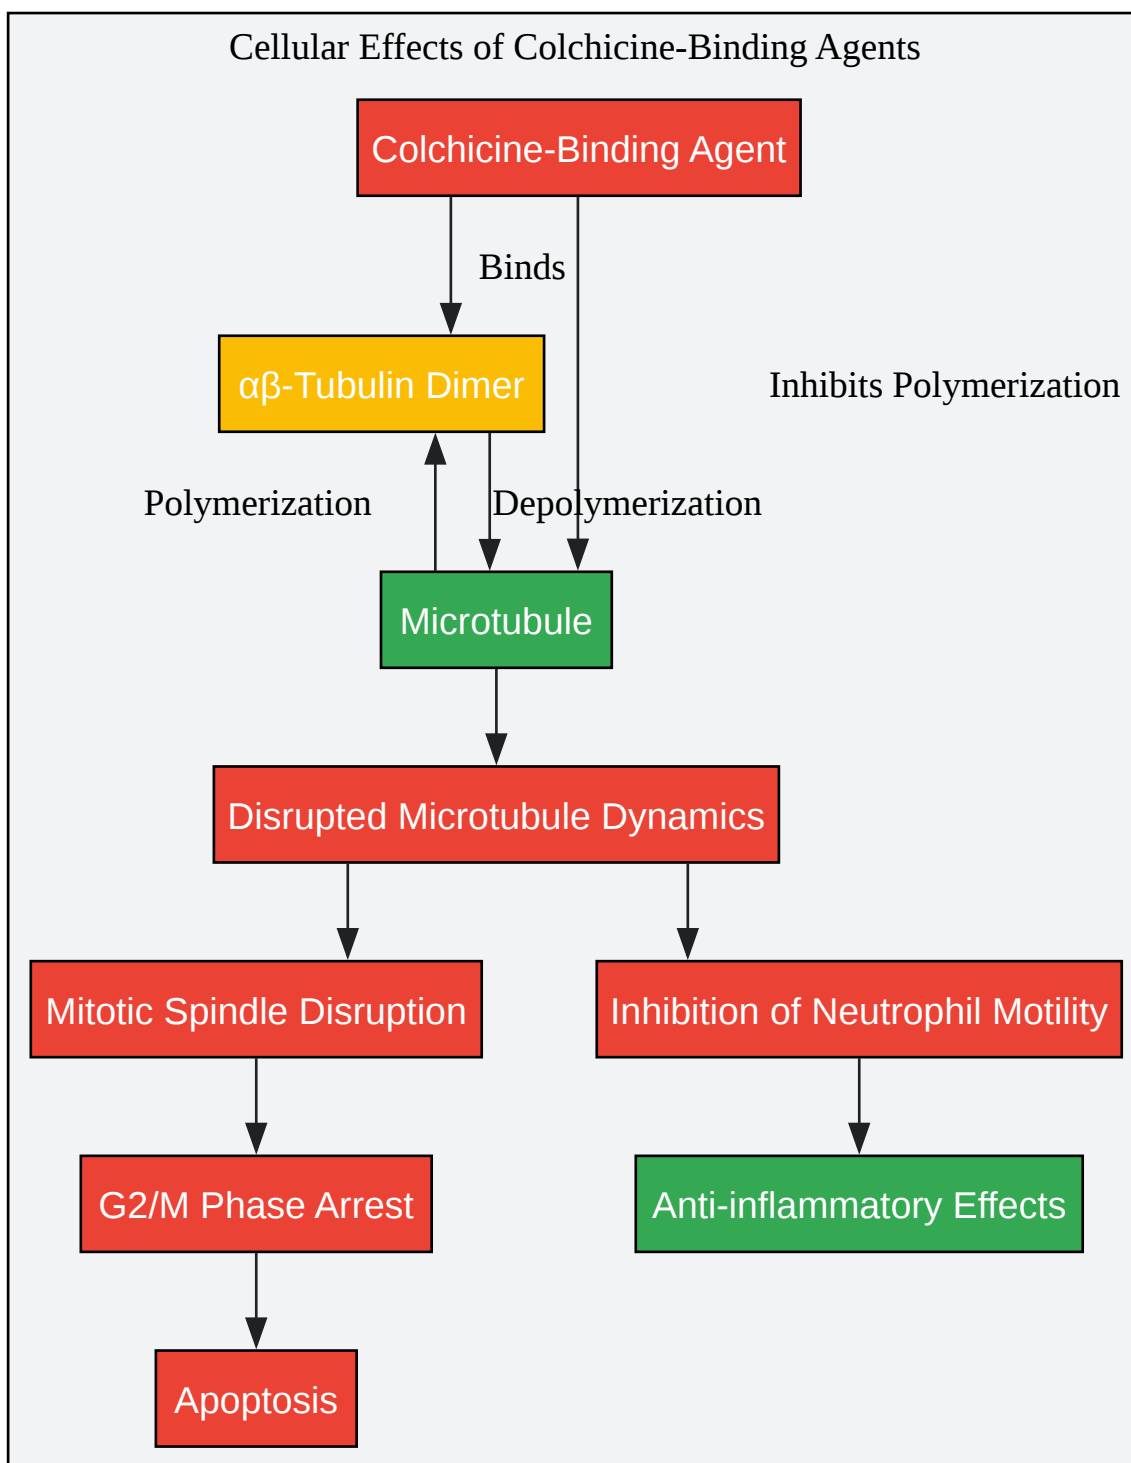 Cellular Effects of Colchicine-Binding Agents
Colchicine-Binding Agent
Binds
αβ-Tubulin Dimer
Inhibits Polymerization
Polymerization
Depolymerization
Microtubule
Disrupted Microtubule Dynamics
Mitotic Spindle Disruption
Inhibition of Neutrophil Motility
G2/M Phase Arrest
Anti-inflammatory Effects
Apoptosis